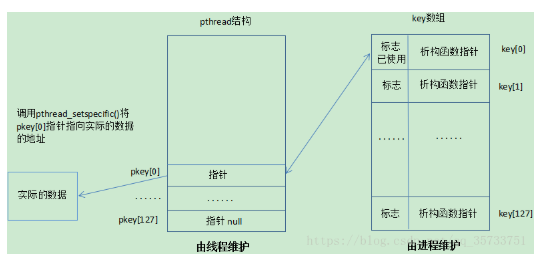 pthread结构
key数组
标志
已使用
析构函数指针
key[0]
标志
析构函数指针
key[1]
调用pthread_setspecific()将
pkey[0]指针指向实际的数据
的地址
......
......
pkey[0]
指针
实际的数据
......
......
pkey[127]
指针 null
标志
析构函数指针
key[127]
由线程维护
由进程维护